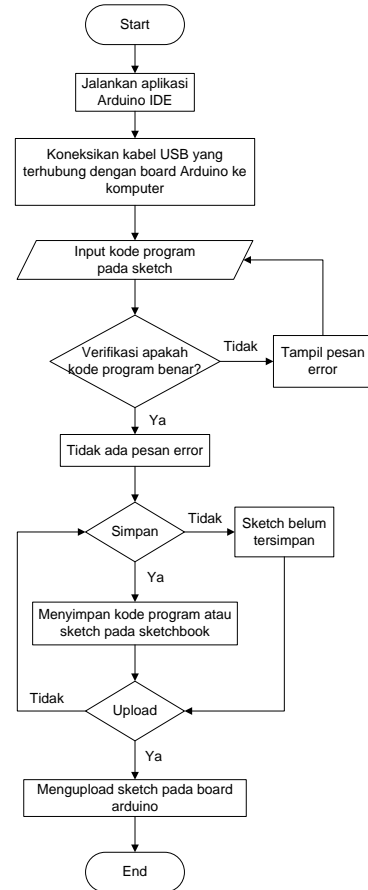 Start
Jalankan aplikasi
Arduino IDE
Koneksikan kabel USB yang
terhubung dengan board Arduino ke
komputer
Input kode program
pada sketch
Verifikasi apakah
kode program benar?
Tidak
Tampil pesan
error
Ya
Tidak ada pesan error
Simpan
Tidak
Sketch belum
tersimpan
Ya
Menyimpan kode program atau
sketch pada sketchbook
Tidak
Upload
Ya
Mengupload sketch pada board
arduino
End